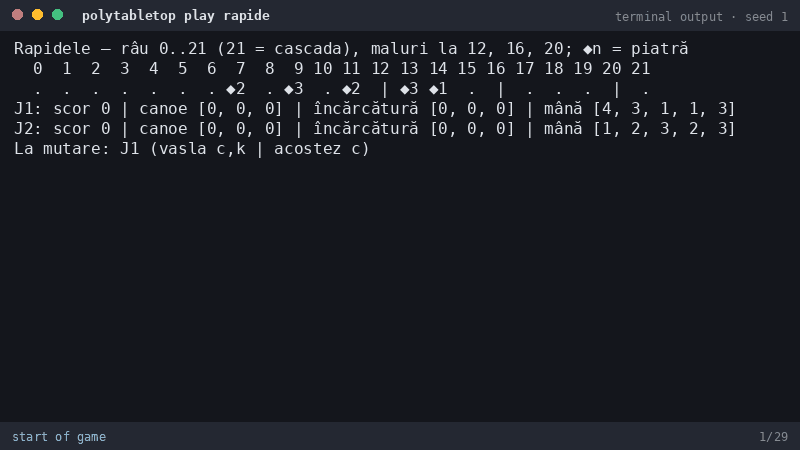 polytabletop play rapide
terminal output · seed 1
Rapidele — râu 0..21 (21 = cascada), maluri la 12, 16, 20; ◆n = piatră
0 1 2 3 4 5 6 7 8 9 10 11 12 13 14 15 16 17 18 19 20 21
. . . . . . . ◆2 . ◆3 . ◆2 | ◆3 ◆1 . | . . . | .
J1: scor 0 | canoe [0, 0, 0] | încărcătură [0, 0, 0] | mână [4, 3, 1, 1, 3]
J2: scor 0 | canoe [0, 0, 0] | încărcătură [0, 0, 0] | mână [1, 2, 3, 2, 3]
La mutare: J1 (vasla c,k | acostez c)
start of game
1/29